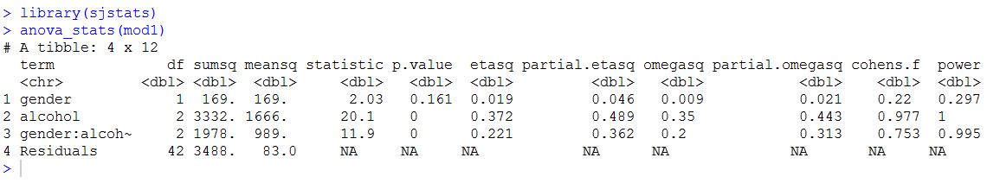 > library(sjstats)
> anova_stats(mod1)
# A tibble: 4 x 12
  term            df sumsq meansq statistic p.value  etasq partial.etasq omegasq partial.omegasq cohens.f  power
  <chr>        <dbl> <dbl>  <dbl>     <dbl>   <dbl>  <dbl>         <dbl>   <dbl>           <dbl>    <dbl>  <dbl>
1 gender           1  169.   169.      2.03   0.161  0.019         0.046   0.009           0.021    0.22   0.297
2 alcohol          2 3332.  1666.     20.1    0      0.372         0.489   0.35            0.443    0.977  1
3 gender:alcoh~    2 1978.   989.     11.9    0      0.221         0.362   0.2             0.313    0.753  0.995
4 Residuals       42 3488.   83.0     NA     NA     NA            NA      NA              NA       NA     NA
>